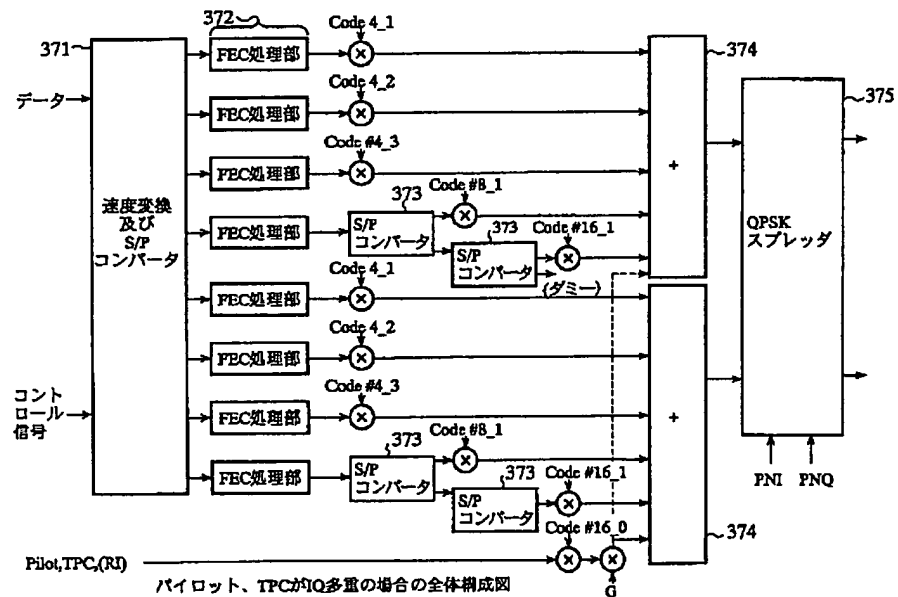 372
Code 4_1
371
FEC処理部
374
データ
Code 4_2
FEC処理部
375
Code #4_3
FEC処理部
+
速度変換
及び
S/P
コンバータ
Code #8_1
373
FEC処理部
S/P
コンバータ
373
Code #16_1
S/P
コンバータ
(ダミー)
QPSK
スプレッダ
Code 4_1
FEC処理部
Code 4_2
FEC処理部
コント
ロール
信号
Code #4_3
FEC処理部
+
Code #8_1
373
FEC処理部
S/P
コンバータ
373
Code #16_1
S/P
コンバータ
PNI PNQ
Code #16_0
374
Pilot,TPC,(RI)
G
パイロット、TPCがIQ多重の場合の全体構成図